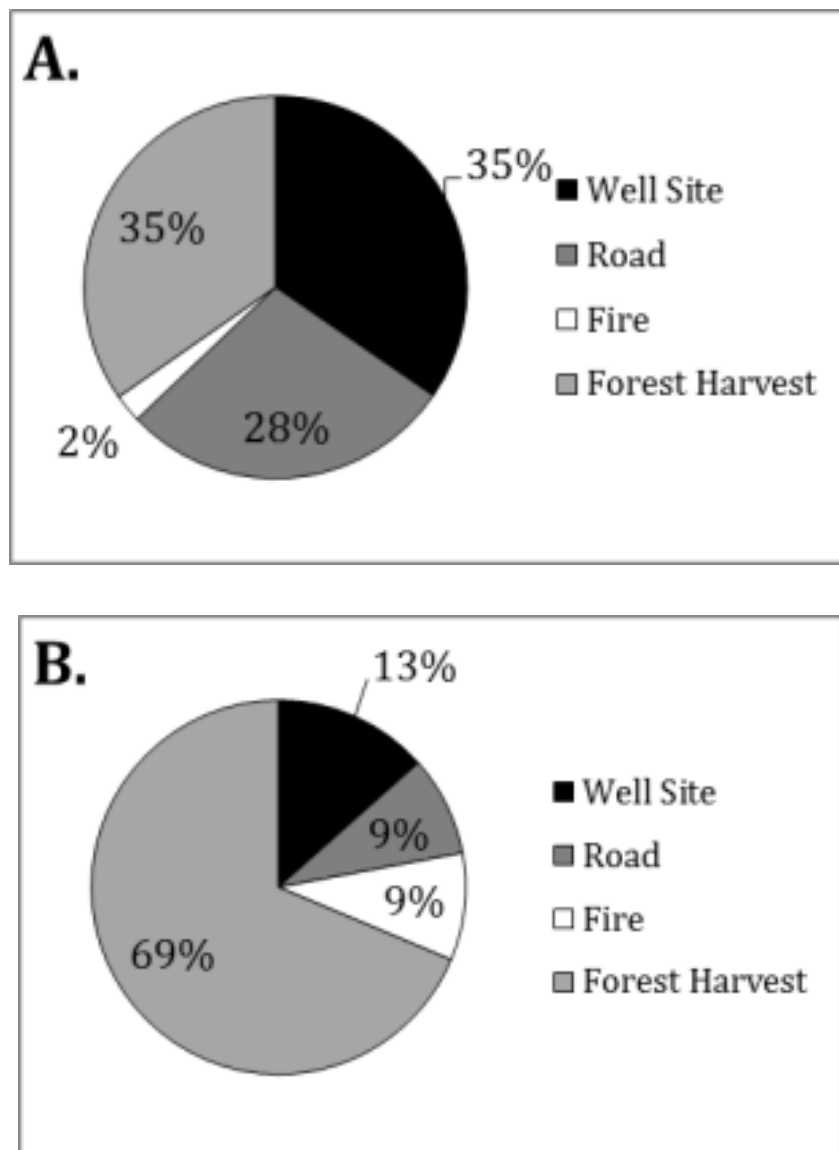 A.
35%
Well Site
Road
Fire
Forest Harvest
35%
28%
2%
B.
13%
Well Site
Road
Fire
Forest Harvest
9%
9%
69%